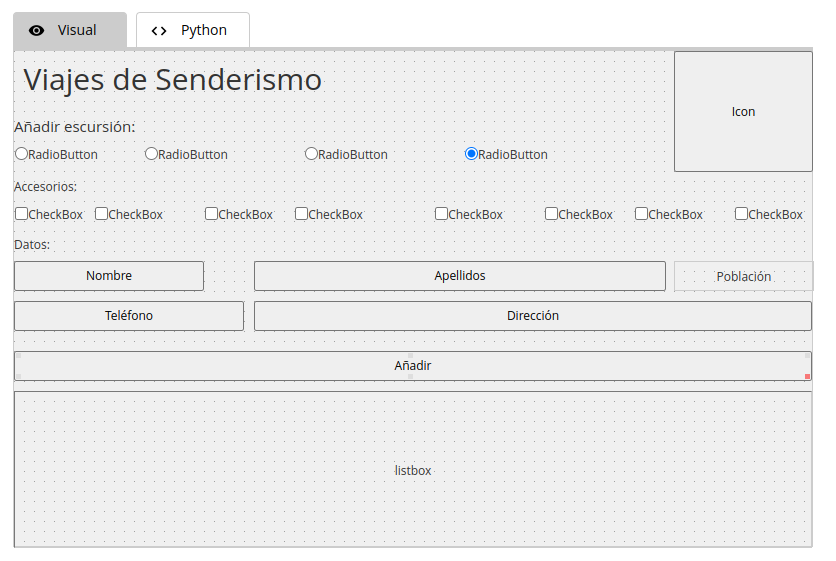 Visual Python
Viajes de Senderismo
Icon
Añadir escursión:
RadioButton RadioButton RadioButton RadioButton
Accesorios:
CheckBox CheckBox CheckBox CheckBox CheckBox CheckBox CheckBox CheckBox
Datos:
Nombre Apellidos Población
Teléfono Dirección
Añadir
listbox